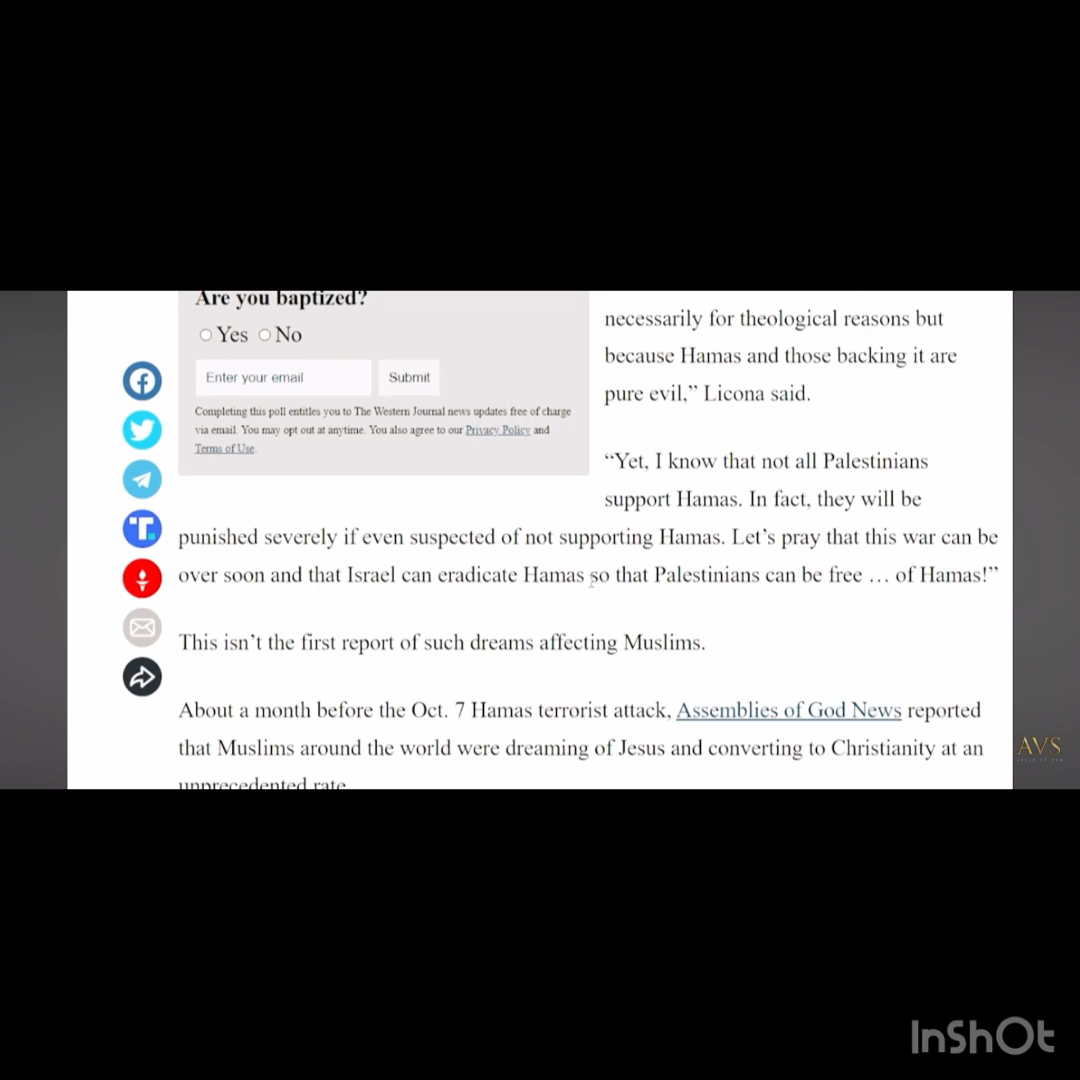 Are you baptized?
Yes No
Enter your email Submit
Completing this poll entitles you to The Western Journal news updates free of charge
via email. You may opt out at anytime. You also agree to our Privacy Policy and
Terms of Use.
necessarily for theological reasons but
because Hamas and those backing it are
pure evil,” Licona said.
“Yet, I know that not all Palestinians
support Hamas. In fact, they will be
punished severely if even suspected of not supporting Hamas. Let’s pray that this war can be
over soon and that Israel can eradicate Hamas so that Palestinians can be free … of Hamas!”
This isn’t the first report of such dreams affecting Muslims.
About a month before the Oct. 7 Hamas terrorist attack, Assemblies of God News reported
that Muslims around the world were dreaming of Jesus and converting to Christianity at an
unprecedented rate
AVS
InShOt